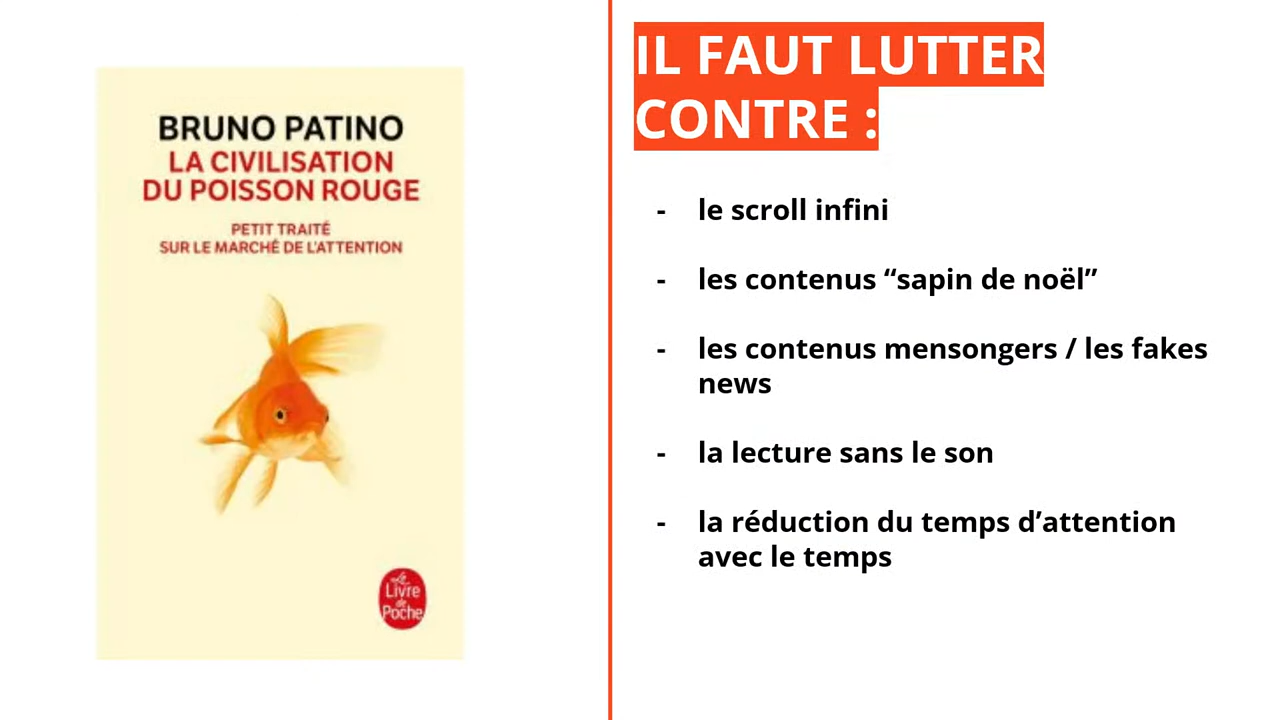 BRUNO PATINO
LA CIVILISATION
DU POISSON ROUGE
PETIT TRAITÉ
SUR LE MARCHÉ DE L'ATTENTION
Le
Livre
de
Poche
IL FAUT LUTTER
CONTRE :
- le scroll infini
- les contenus “sapin de noël”
- les contenus mensongers / les fakes
news
- la lecture sans le son
- la réduction du temps d’attention
avec le temps